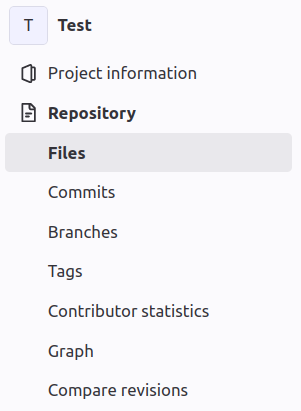 T Test
Project information
Repository
Files
Commits
Branches
Tags
Contributor statistics
Graph
Compare revisions